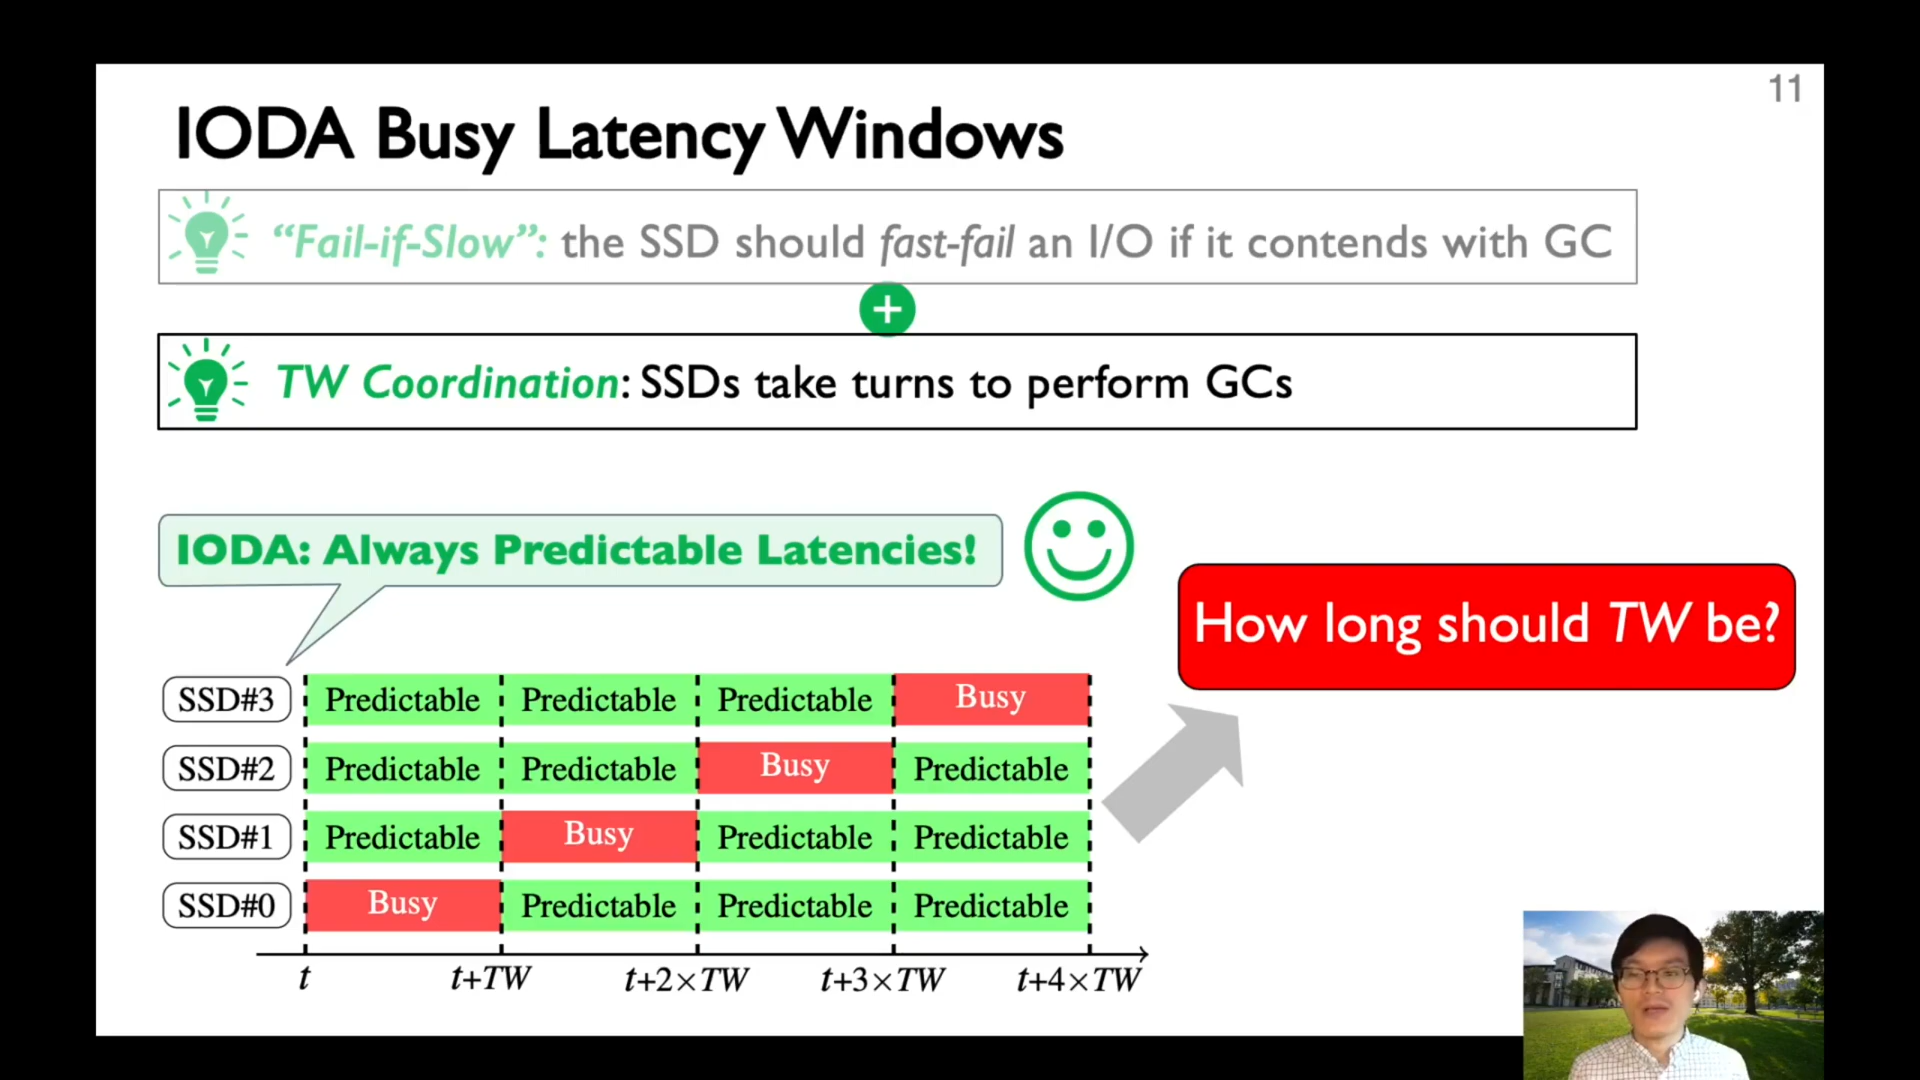 11
IODA Busy Latency Windows
“Fail-if-Slow”: the SSD should fast-fail an I/O if it contends with GC
+
TW Coordination: SSDs take turns to perform GCs
IODA: Always Predictable Latencies!
How long should TW be?
SSD#3 Predictable Predictable Predictable Busy
SSD#2 Predictable Predictable Busy Predictable
SSD#1 Predictable Busy Predictable Predictable
SSD#0 Busy Predictable Predictable Predictable
t t+TW t+2×TW t+3×TW t+4×TW